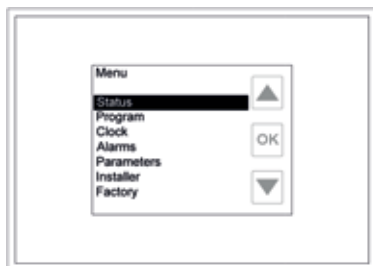 Menu
Status
Program
Clock
Alarms
Parameters
Installer
Factory
OK